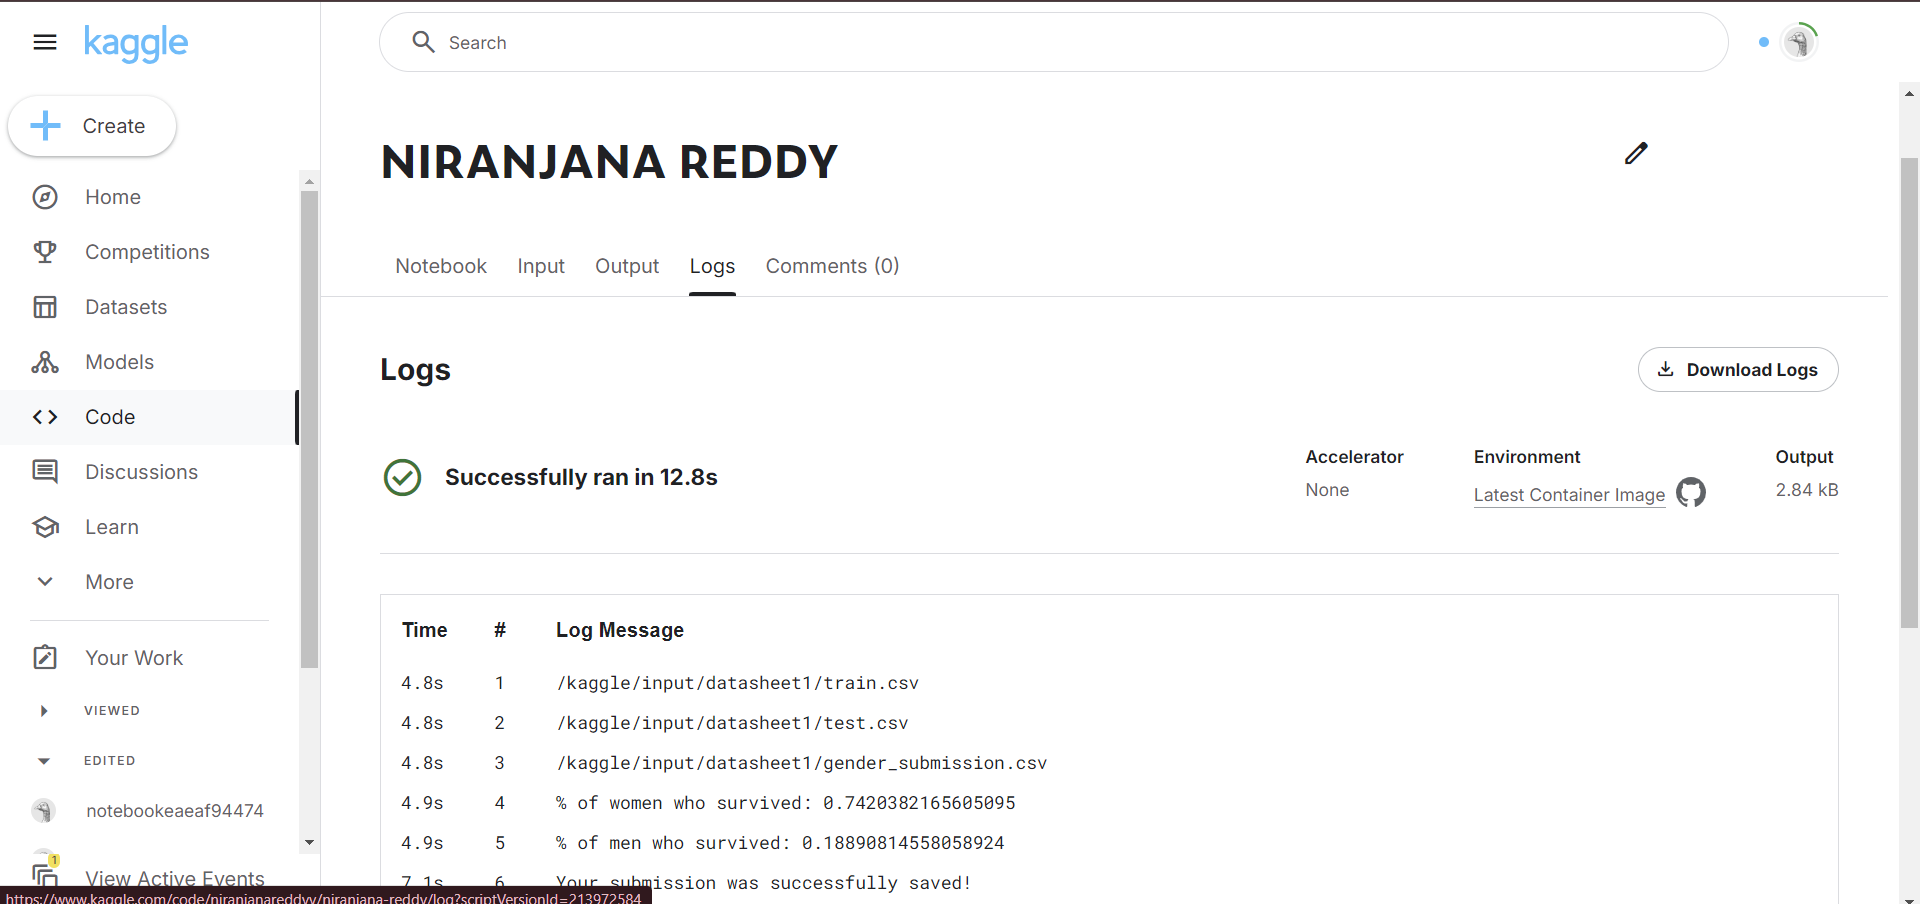 kaggle
Search
Create
NIRANJANA REDDY
Home
Competitions
Datasets
Models
Code
Discussions
Learn
More
Your Work
VIEWED
EDITED
notebookeaeaf94474
1
View Active Events
Notebook Input Output Logs Comments (0)
Logs
Download Logs
Successfully ran in 12.8s
Accelerator
None
Environment
Latest Container Image
Output
2.84 kB
Time # Log Message
4.8s 1 /kaggle/input/datasheet1/train.csv
4.8s 2 /kaggle/input/datasheet1/test.csv
4.8s 3 /kaggle/input/datasheet1/gender_submission.csv
4.9s 4 % of women who survived: 0.7420382165605095
4.9s 5 % of men who survived: 0.18890814558058924
7.1s 6 Your submission was successfully saved!
https://www.kaggle.com/code/niranjanareddyy/niranjana-reddy/log?scriptVersionId=213972584